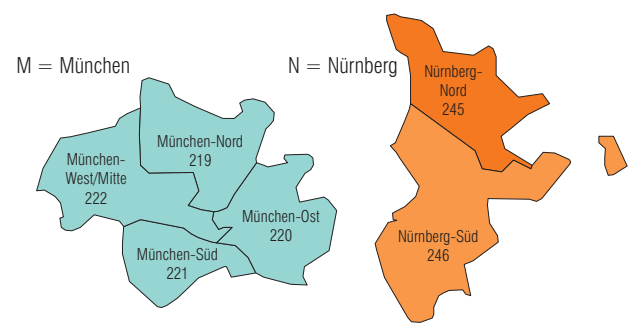 M = München
München-Nord
219
München-
West/Mitte
222
München-Ost
220
München-Süd
221
N = Nürnberg
Nürnberg-
Nord
245
Nürnberg-Süd
246